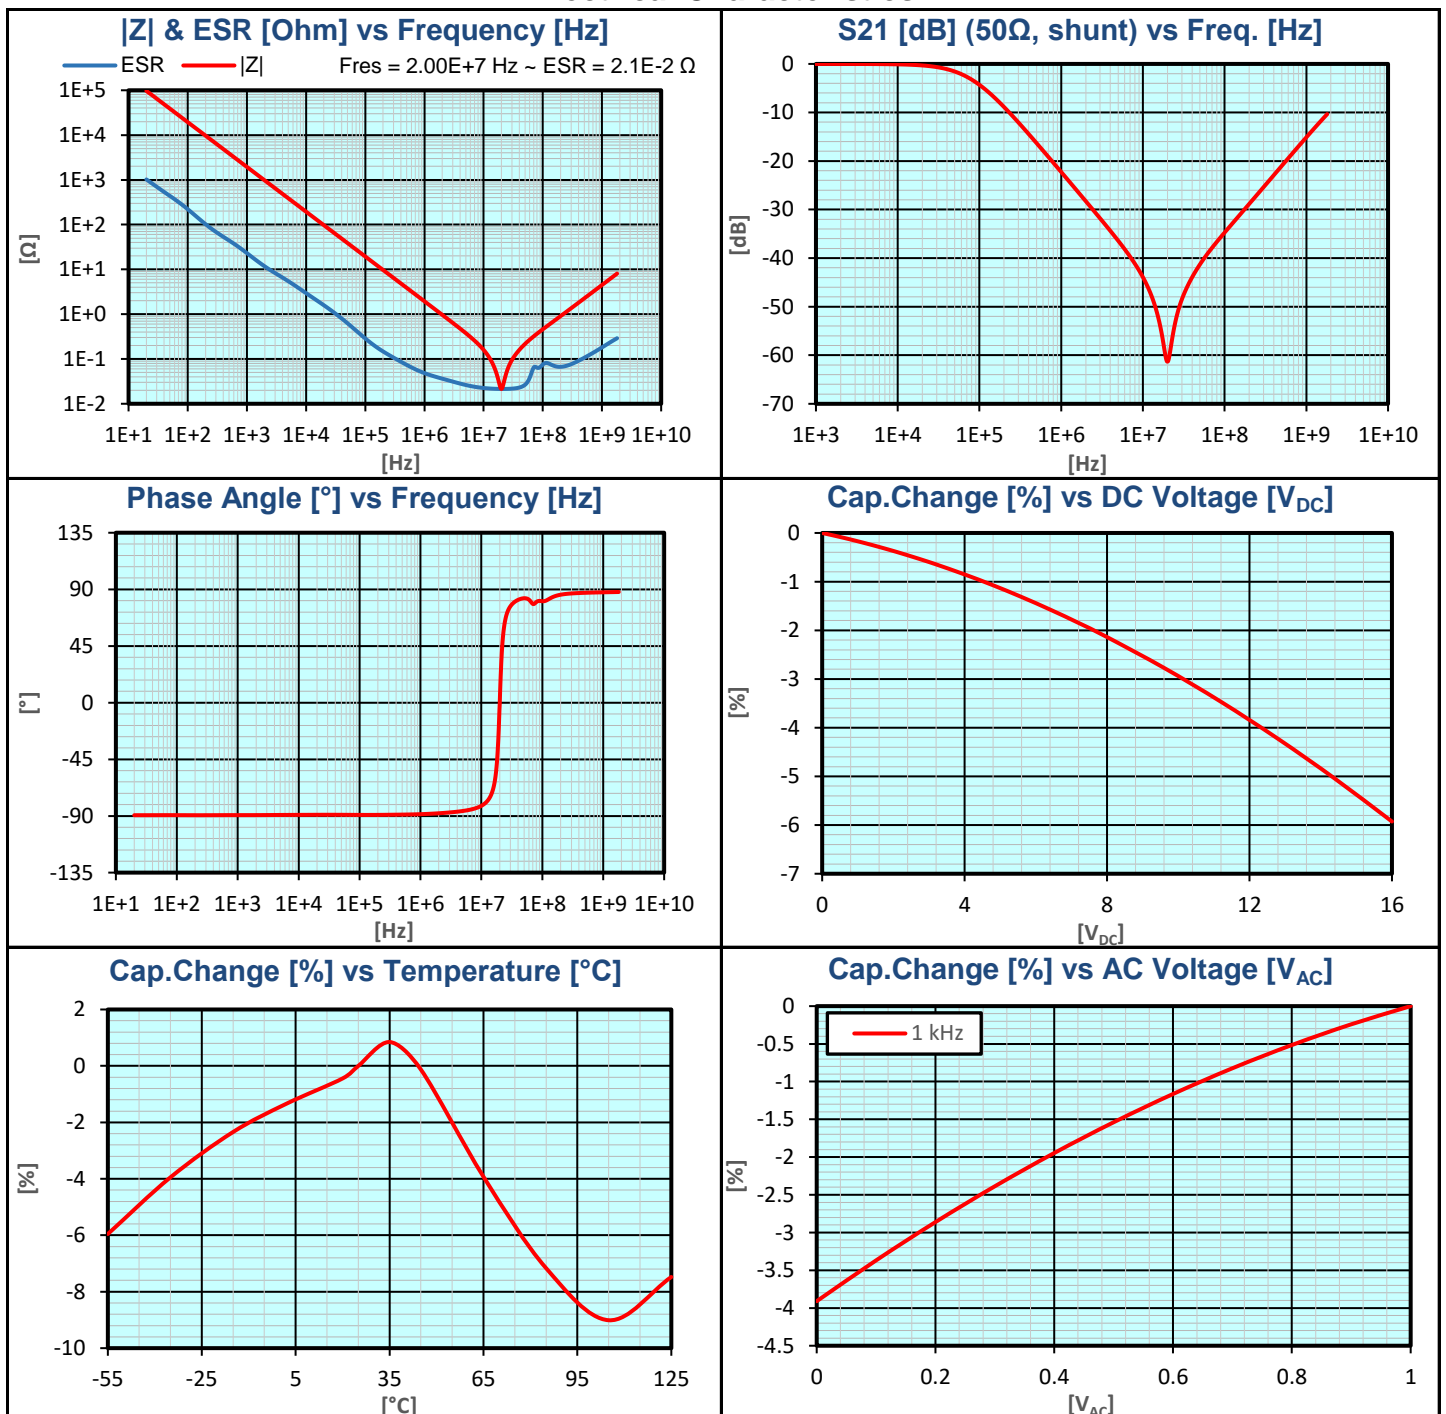 |Z| & ESR [Ohm] vs Frequency [Hz]
ESR |Z| Fres = 2.00E+7 Hz ~ ESR = 2.1E-2 Ω
1E+5
1E+4
1E+3
1E+2
1E+1
1E+0
1E-1
1E-2
[Ω]
1E+1 1E+2 1E+3 1E+4 1E+5 1E+6 1E+7 1E+8 1E+9 1E+10
[Hz]
S21 [dB] (50Ω, shunt) vs Freq. [Hz]
0
-10
-20
-30
-40
-50
-60
-70
[dB]
1E+3 1E+4 1E+5 1E+6 1E+7 1E+8 1E+9 1E+10
[Hz]
Phase Angle [°] vs Frequency [Hz]
135
90
45
0
-45
-90
-135
[°]
1E+1 1E+2 1E+3 1E+4 1E+5 1E+6 1E+7 1E+8 1E+9 1E+10
[Hz]
Cap.Change [%] vs DC Voltage [VDC]
0
-1
-2
-3
-4
-5
-6
-7
[%]
0 4 8 12 16
[VDC]
Cap.Change [%] vs Temperature [°C]
2
0
-2
-4
-6
-8
-10
[%]
-55 -25 5 35 65 95 125
[°C]
Cap.Change [%] vs AC Voltage [VAC]
1 kHz
0
-0.5
-1
-1.5
-2
-2.5
-3
-3.5
-4
-4.5
[%]
0 0.2 0.4 0.6 0.8 1
[VAC]